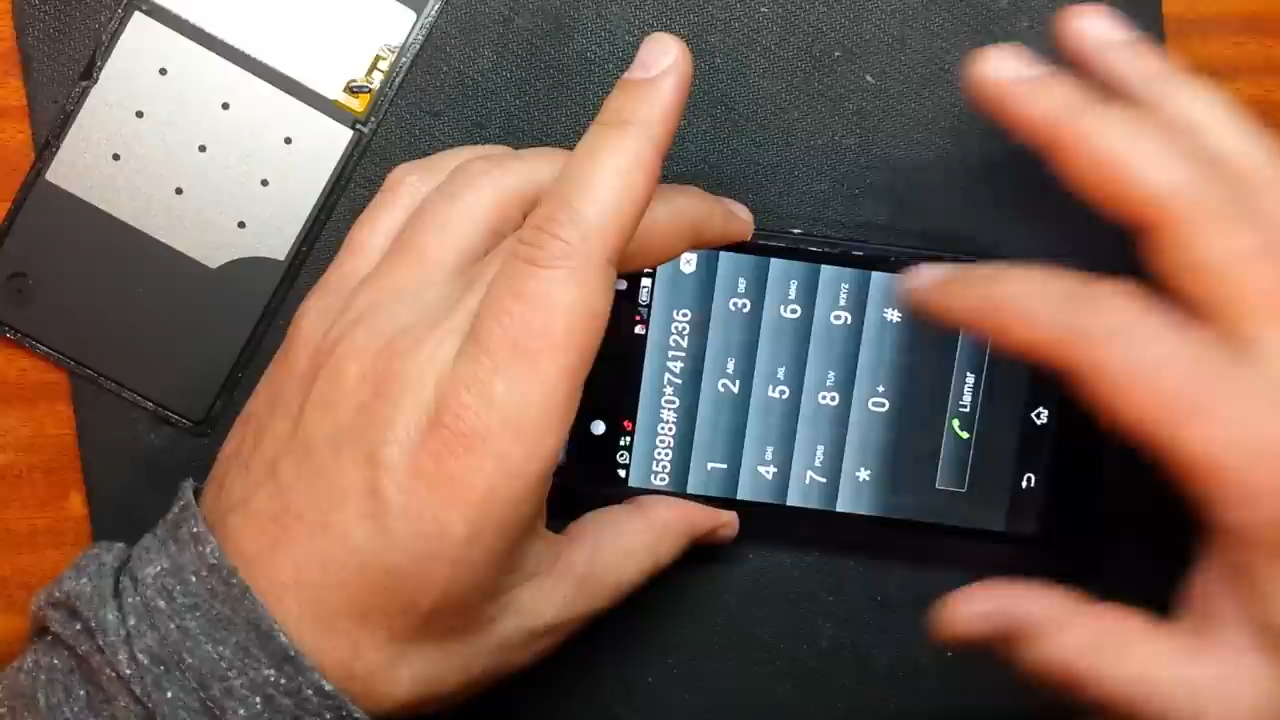 65898#0*741236
1
2 ABC
3 DEF
4 GHI
5 JKL
6 MNO
7 PQRS
8 TUV
9 WXYZ
*
0 +
#
Llamar